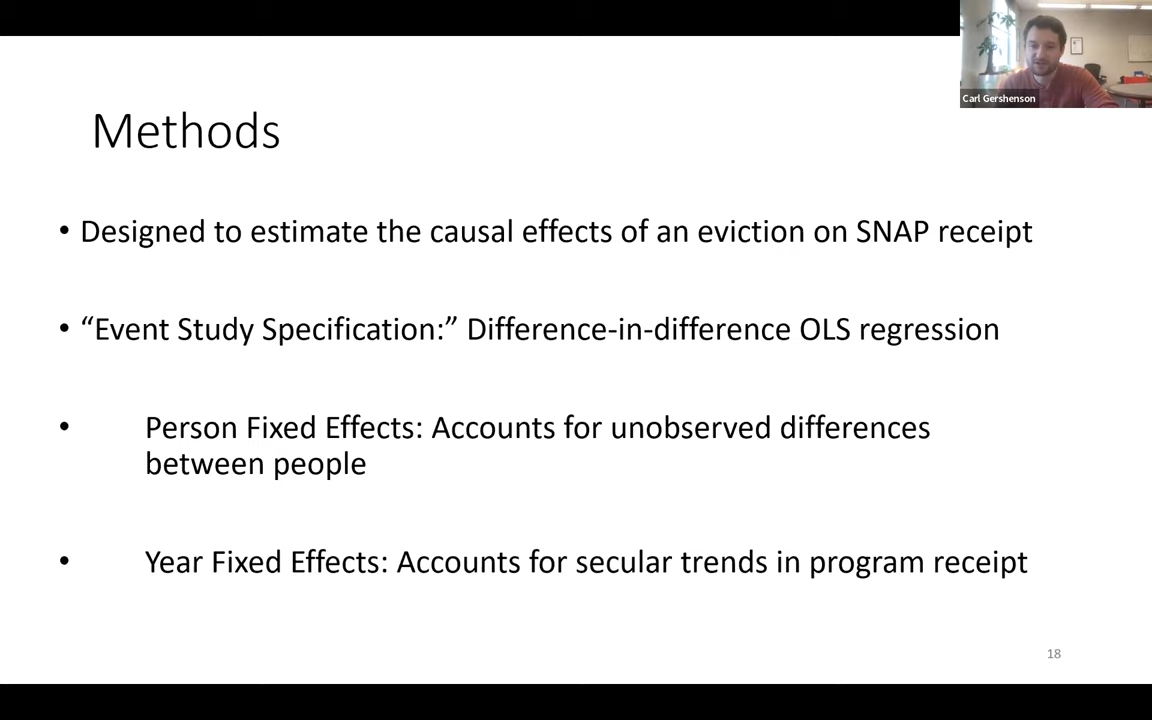 Carl Gershenson
Methods
• Designed to estimate the causal effects of an eviction on SNAP receipt
• “Event Study Specification:” Difference-in-difference OLS regression
• Person Fixed Effects: Accounts for unobserved differences
between people
• Year Fixed Effects: Accounts for secular trends in program receipt
18